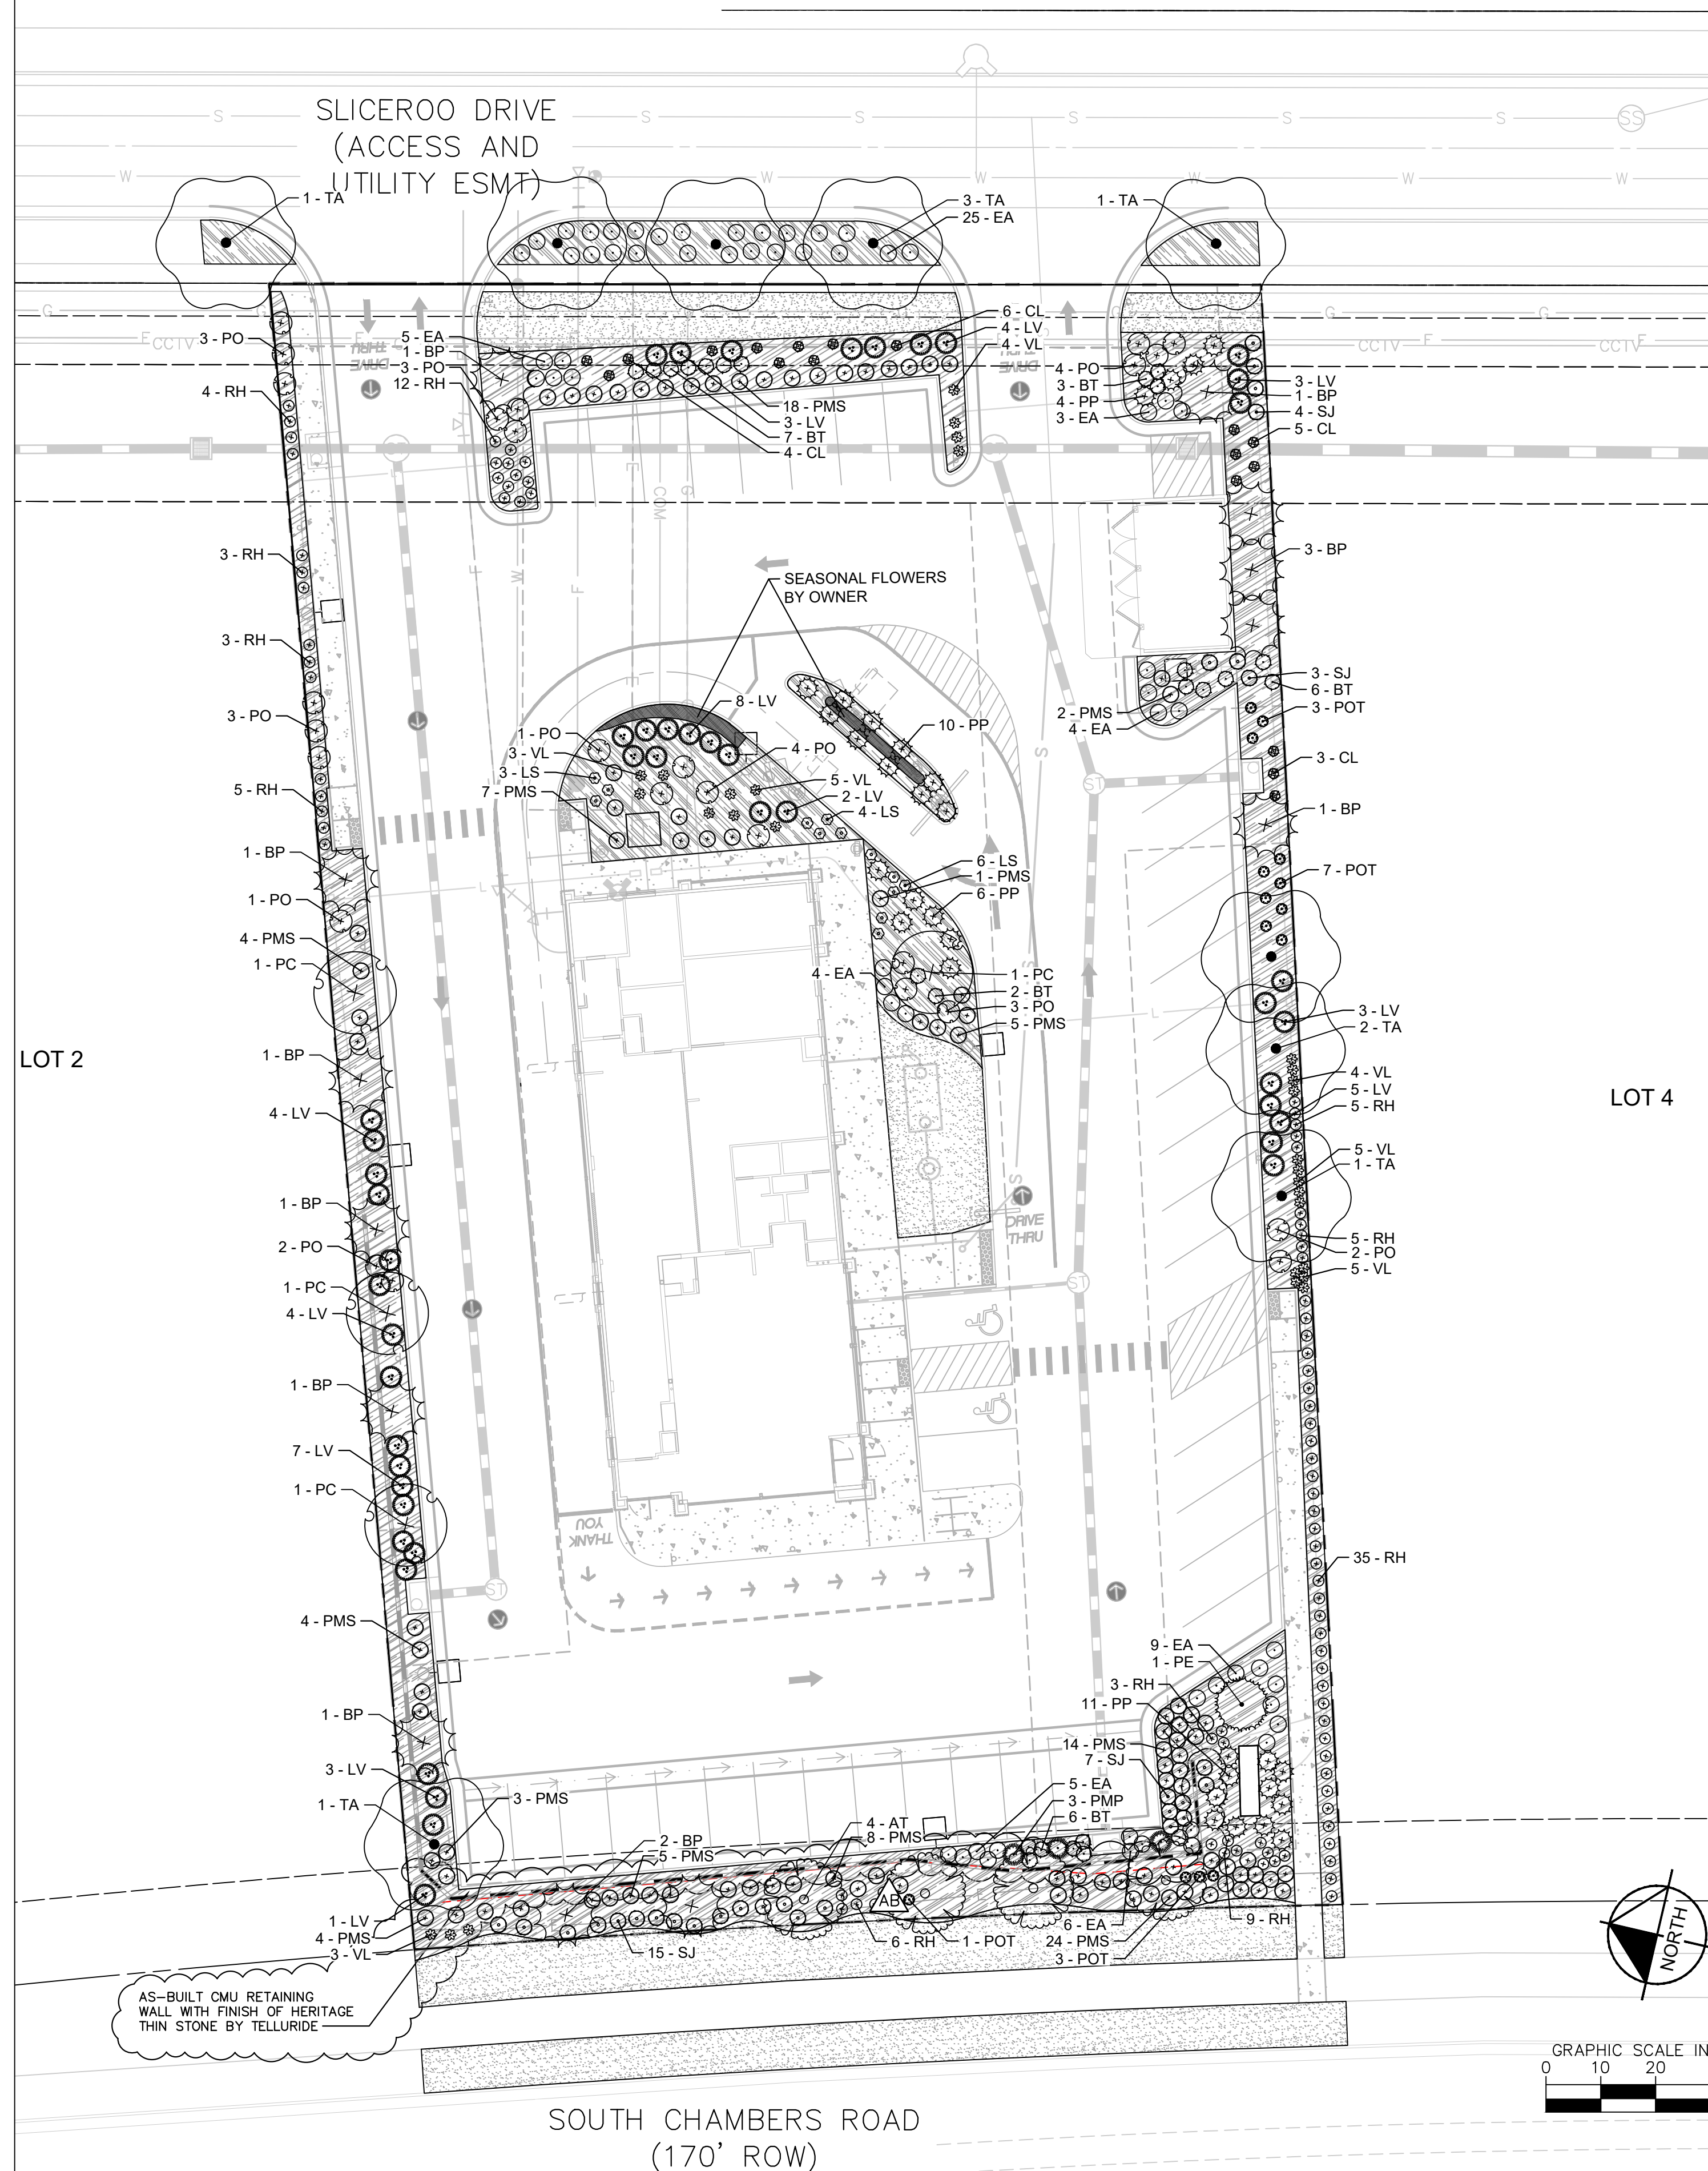 SLICEROO DRIVE
(ACCESS AND
UTILITY ESMT)
S
S
S
S
S
S
SS
W
W
W
W
W
W
1 - TA
3 - TA
25 - EA
1 - TA
G
G
G
G
CCTV
F
CCTV
F
CCTV
F
DRIVE
THRU
3 - PO
4 - RH
5 - EA
1 - BP
3 - PO
12 - RH
6 - CL
4 - LV
4 - VL
18 - PMS
3 - LV
7 - BT
4 - CL
DRIVE
4 - PO
3 - BT
4 - PP
3 - EA
3 - LV
1 - BP
4 - SJ
5 - CL
COM
G
3 - RH
F
W
F
3 - BP
SEASONAL FLOWERS
BY OWNER
S
3 - RH
3 - PO
8 - LV
10 - PP
1 - PO
3 - VL
3 - LS
7 - PMS
4 - PO
5 - VL
2 - LV
4 - LS
3 - SJ
6 - BT
3 - POT
2 - PMS
4 - EA
3 - CL
ST
5 - RH
1 - BP
1 - BP
L
6 - LS
1 - PMS
6 - PP
7 - POT
1 - PO
4 - PMS
1 - PC
4 - EA
1 - PC
2 - BT
3 - PO
5 - PMS
L
3 - LV
2 - TA
1 - BP
LOT 2
4 - VL
5 - LV
5 - RH
LOT 4
4 - LV
5 - VL
1 - TA
S
1 - BP
DRIVE
THRU
2 - PO
5 - RH
2 - PO
5 - VL
1 - PC
4 - LV
ST
1 - BP
7 - LV
1 - PC
THANK
YOU
35 - RH
ST
4 - PMS
9 - EA
1 - PE
3 - RH
11 - PP
1 - BP
14 - PMS
7 - SJ
3 - LV
1 - TA
3 - PMS
5 - EA
3 - PMP
6 - BT
4 - AT
8 - PMS
2 - BP
5 - PMS
AB
1 - LV
4 - PMS
3 - VL
15 - SJ
6 - RH
1 - POT
6 - EA
24 - PMS
3 - POT
9 - RH
NORTH
AS-BUILT CMU RETAINING
WALL WITH FINISH OF HERITAGE
THIN STONE BY TELLURIDE
GRAPHIC SCALE IN
0 10 20
SOUTH CHAMBERS ROAD
(170' ROW)